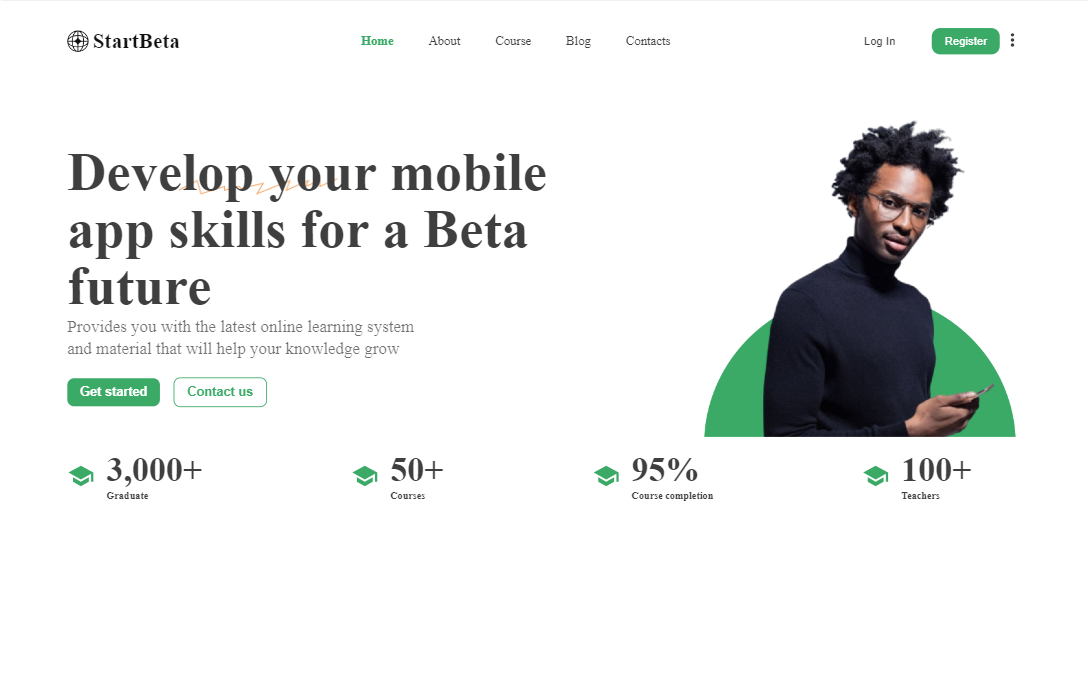 StartBeta
Home
About
Course
Blog
Contacts
Log In
Register
Develop your mobile
app skills for a Beta
future
Provides you with the latest online learning system
and material that will help your knowledge grow
Get started
Contact us
3,000+
Graduate
50+
Courses
95%
Course completion
100+
Teachers